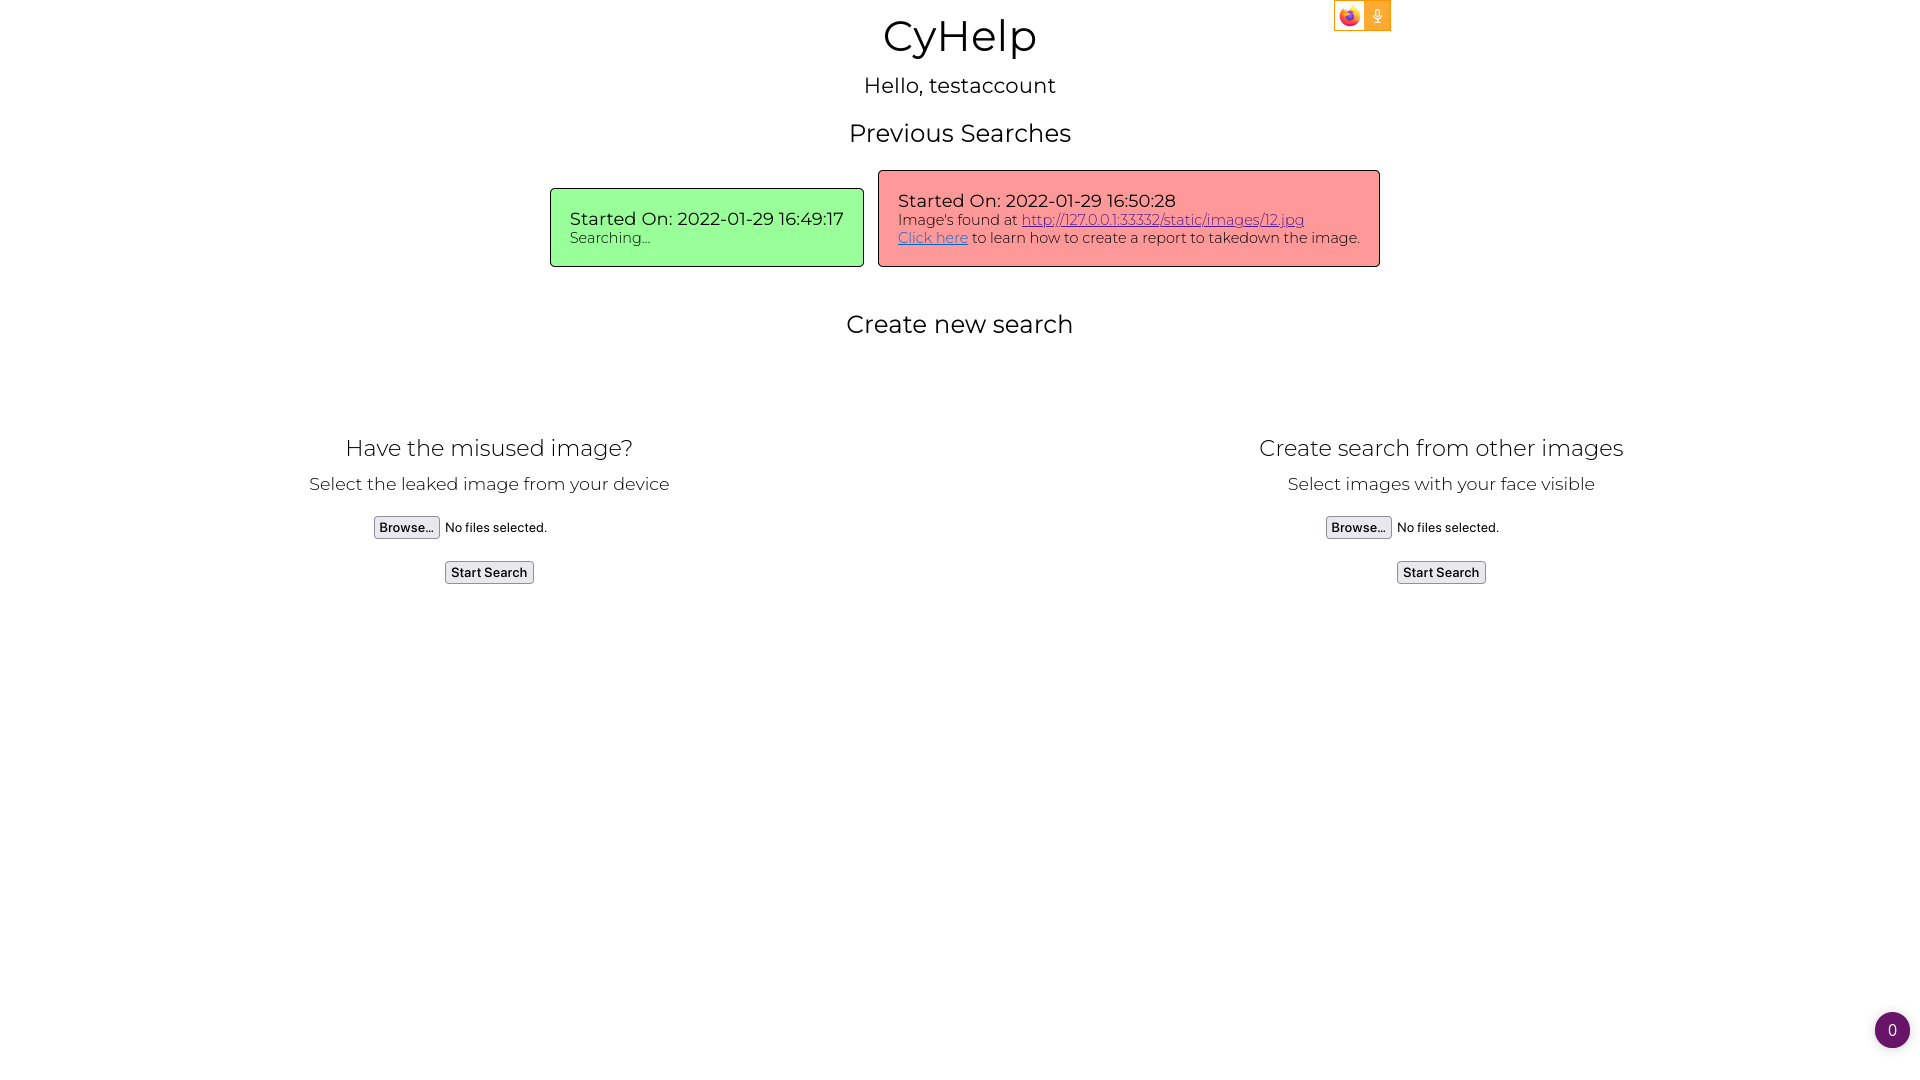 CyHelp
Hello, testaccount
Previous Searches
Started On: 2022-01-29 16:49:17
Searching...
Started On: 2022-01-29 16:50:28
Image's found at http://127.0.0.1:33332/static/images/12.jpg
Click here to learn how to create a report to takedown the image.
Create new search
Have the misused image?
Select the leaked image from your device
Browse... No files selected.
Start Search
Create search from other images
Select images with your face visible
Browse... No files selected.
Start Search
0